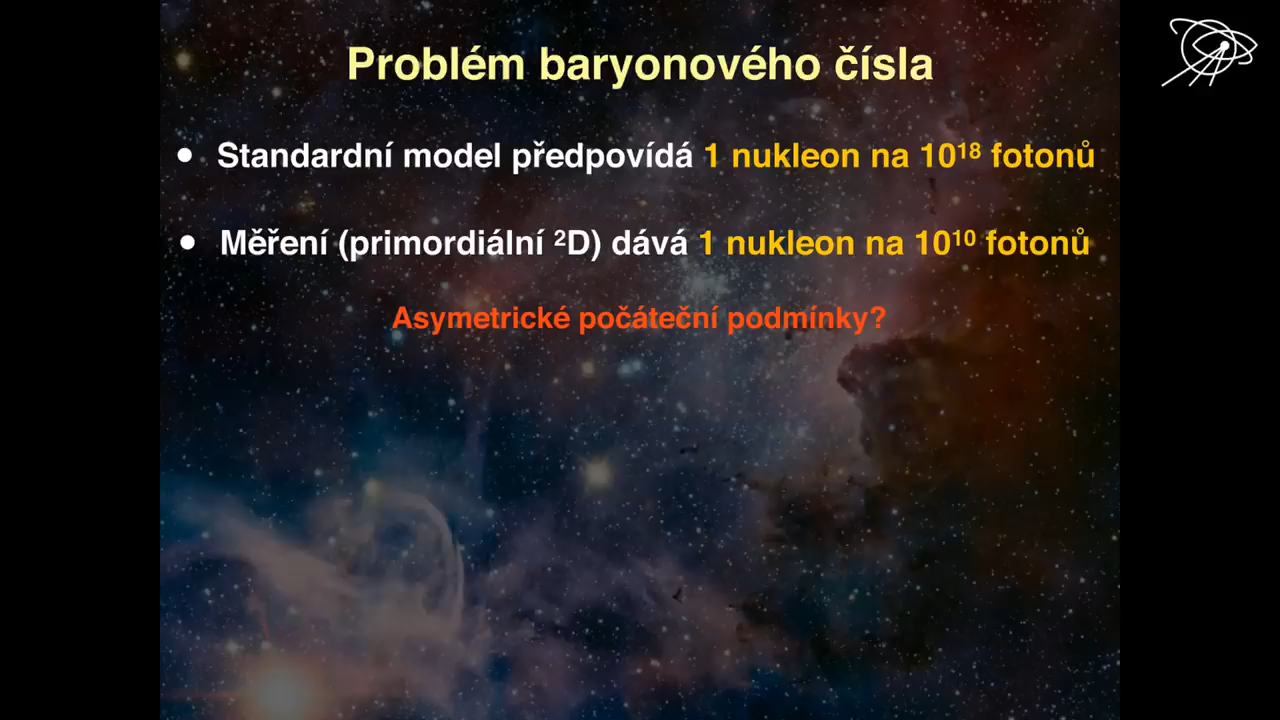 Problém baryonového čísla
• Standardní model předpovídá 1 nukleon na 10¹⁸ fotonů
• Měření (primordiální ²D) dává 1 nukleon na 10¹⁰ fotonů
Asymetrické počáteční podmínky?